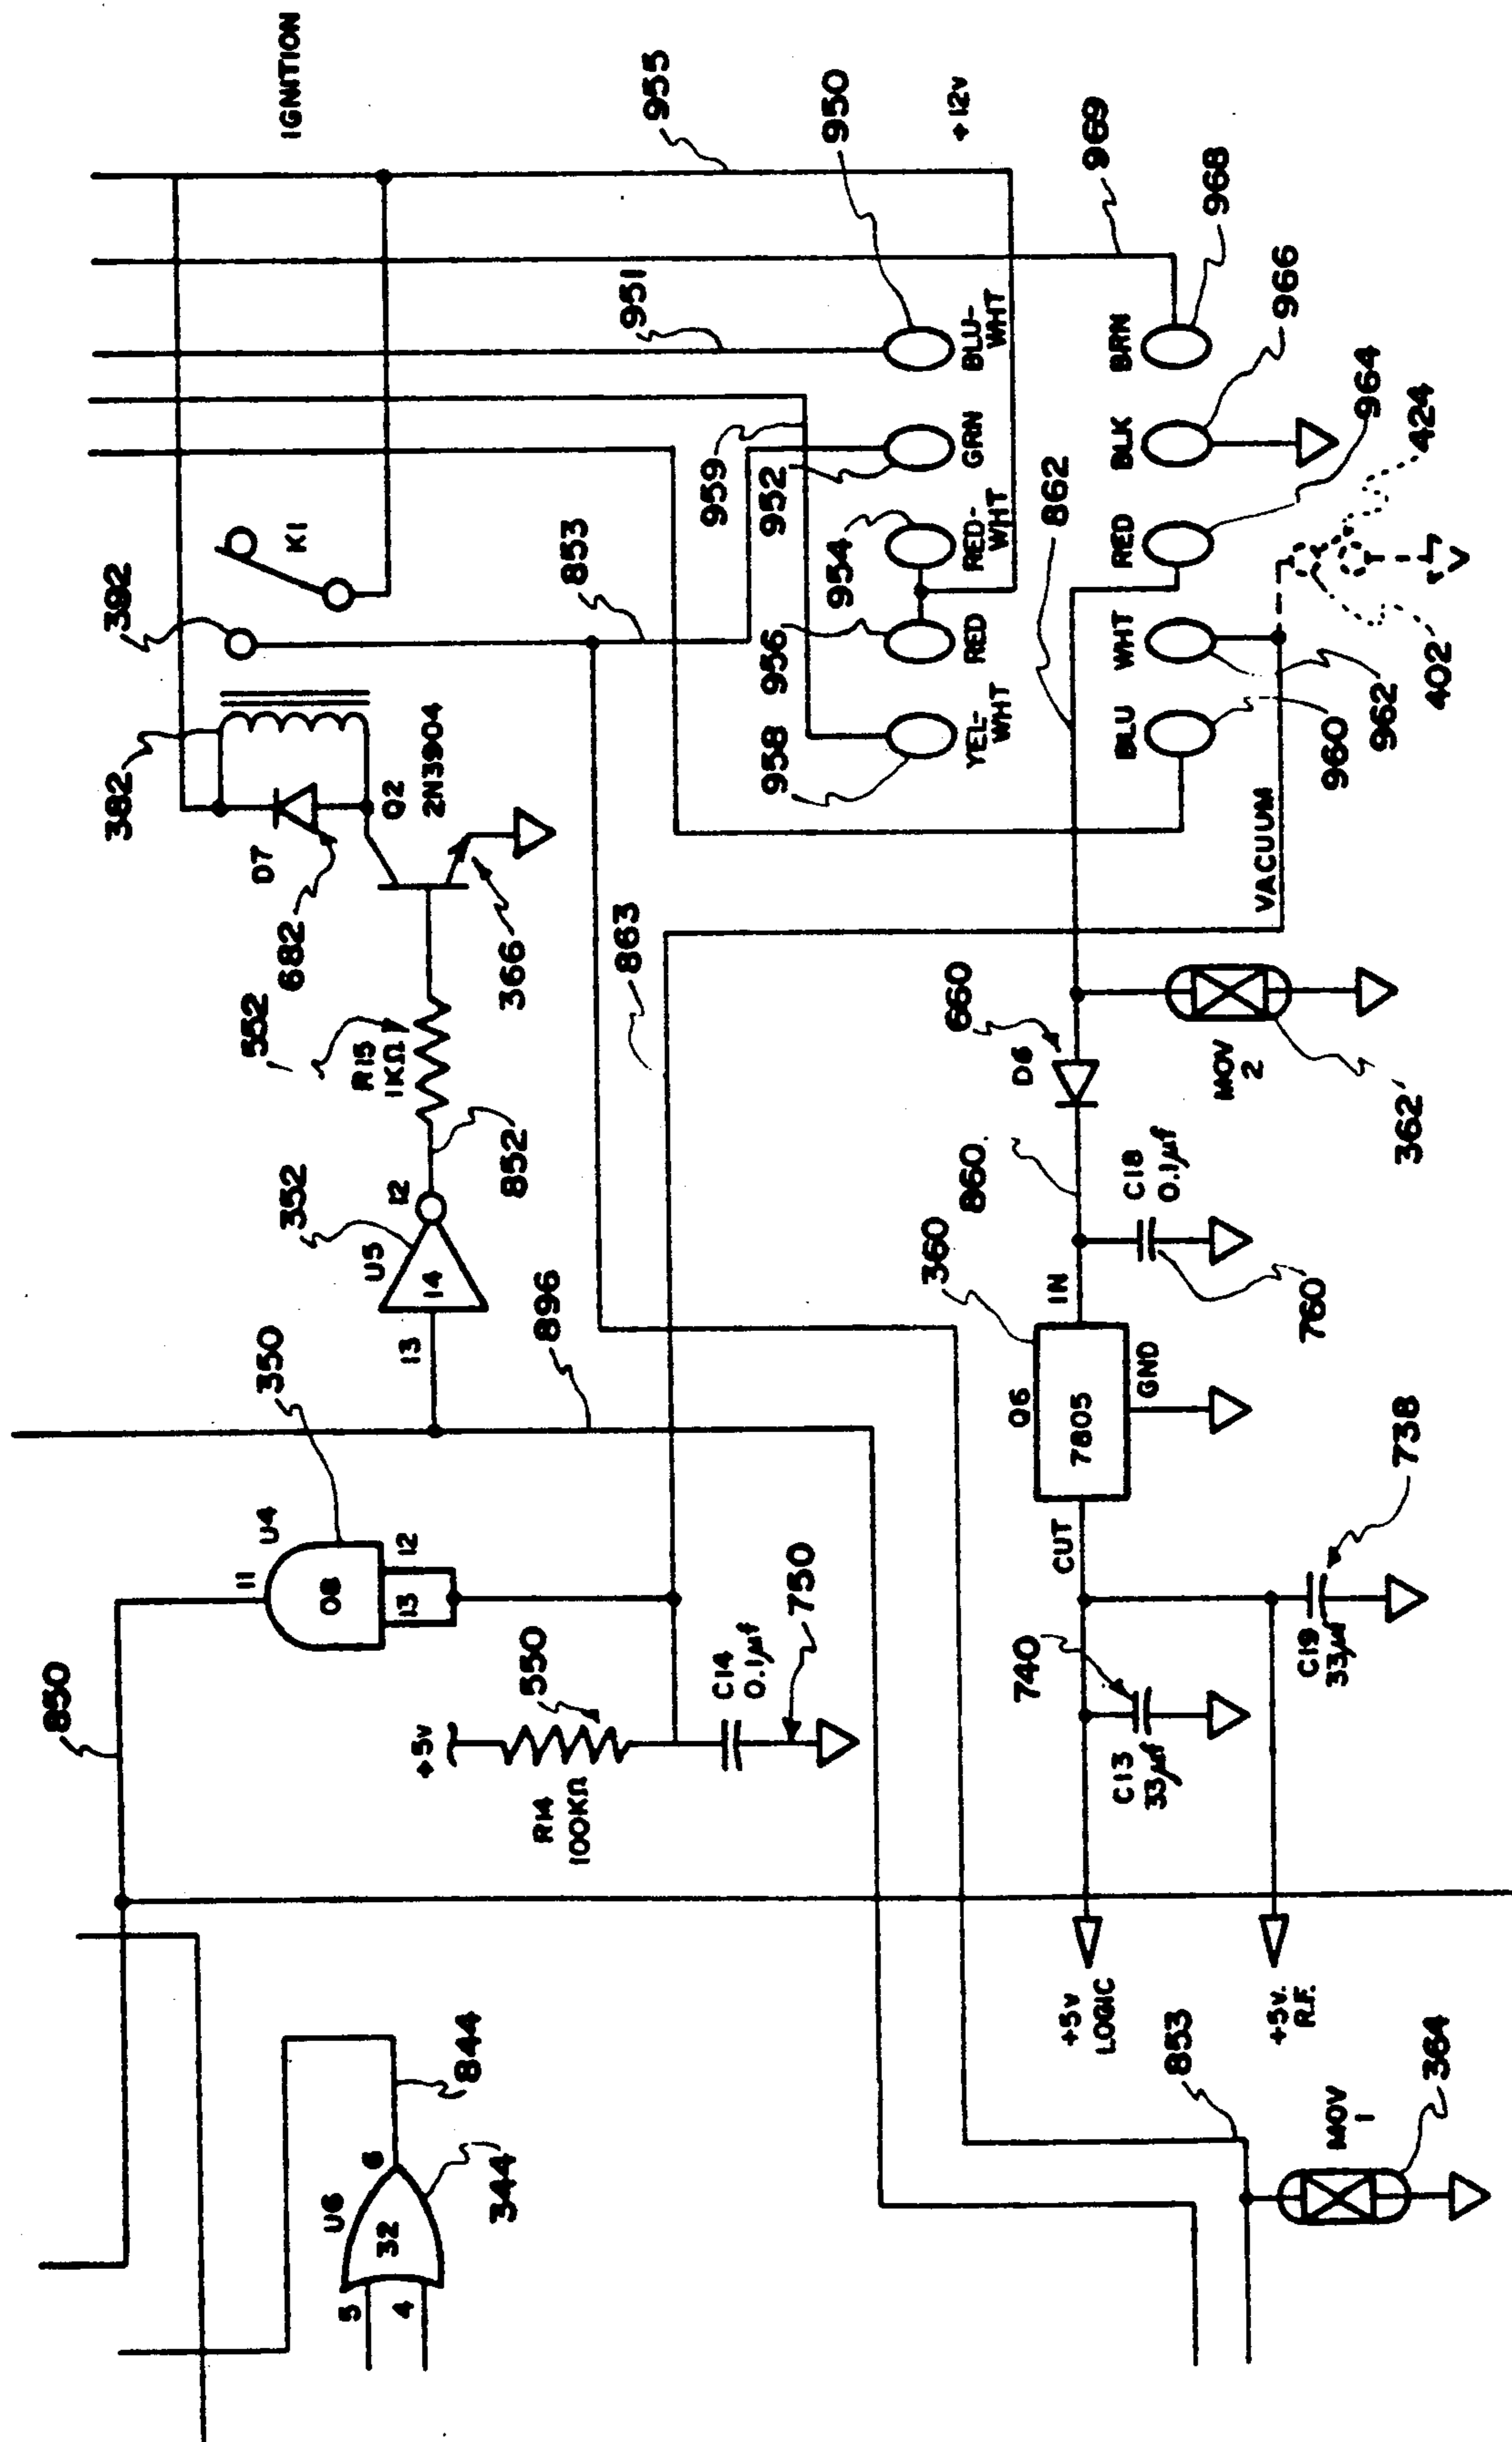 IGNITION
955
950
+12v
969
968
966
964
424
402
962
960
951
959
952
954
956
958
BLU-
WHT
GRN
RED-
WHT
RED
YEL-
WHT
BRN
BLK
RED
WHT
BLU
862
853
392
K1
382
D7
682
Q2
2N3904
366
552
R15
1KΩ
852
352
U5
14
12
13
896
863
VACUUM
660
D6
MOV
2
362
860
C18
0.1µf
760
360
IN
Q6
7805
GND
OUT
738
C19
33µf
740
C13
33µf
350
U4
08
11
12
13
850
+5v
550
R14
100KΩ
C14
0.1µf
750
+5v
LOGIC
+5v.
R.F.
853
MOV
1
364
844
U6
32
6
5
4
344